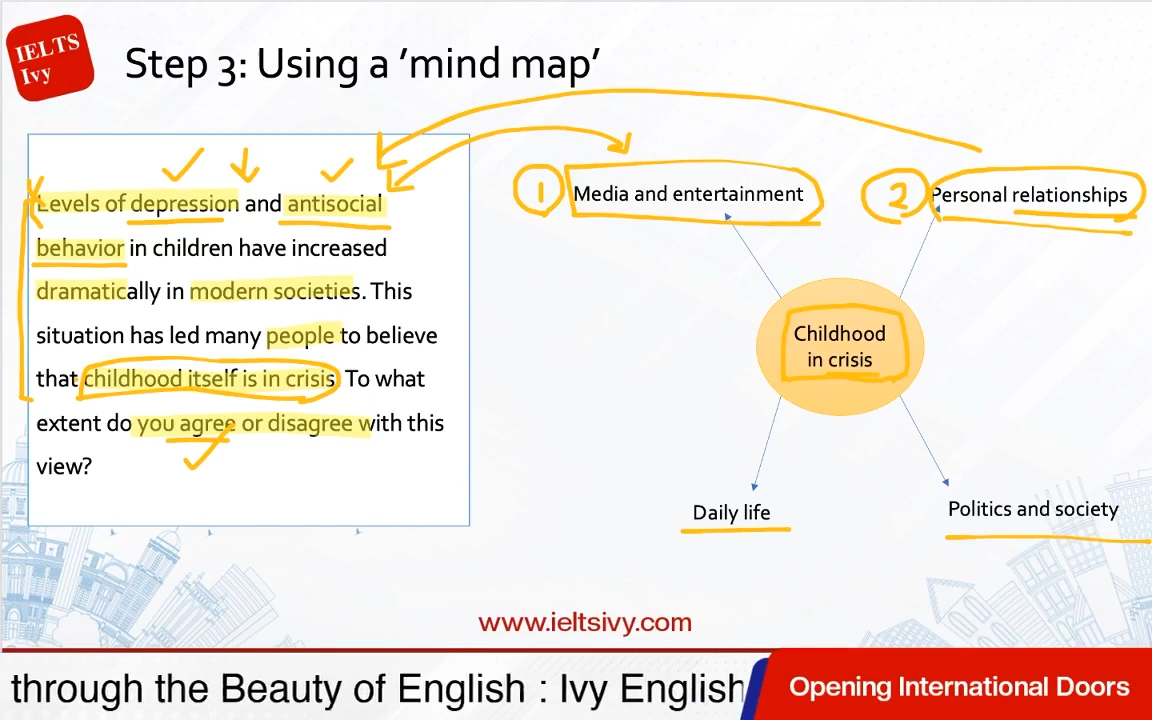 IELTS
Ivy
Step 3: Using a 'mind map'
Levels of depression and antisocial
behavior in children have increased
dramatically in modern societies. This
situation has led many people to believe
that childhood itself is in crisis. To what
extent do you agree or disagree with this
view?
1
Media and entertainment
2
Personal relationships
Childhood
in crisis
Daily life
Politics and society
www.ieltsivy.com
through the Beauty of English : Ivy English
Opening International Doors